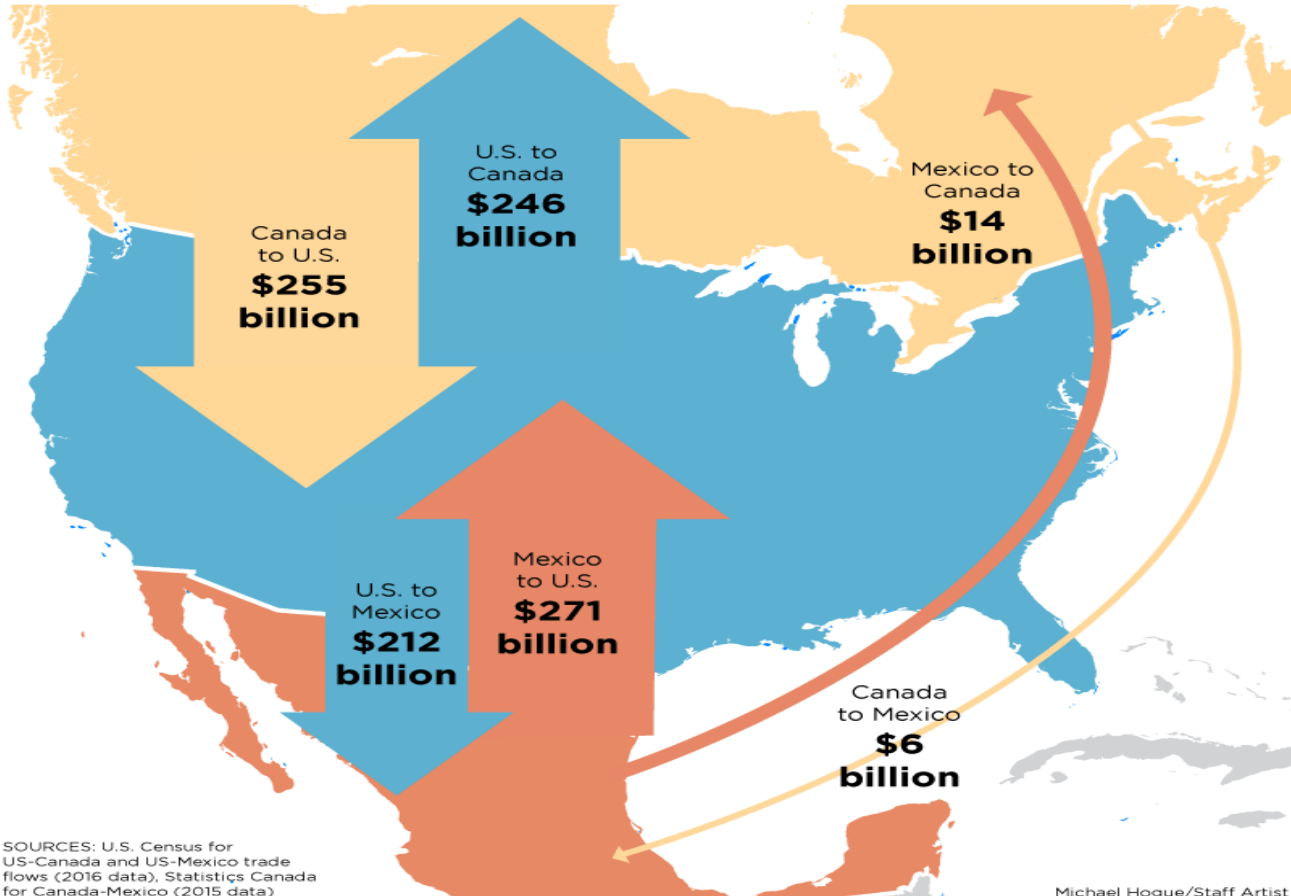 U.S. to
Canada
$246
billion
Canada
to U.S.
$255
billion
Mexico to
Canada
$14
billion
U.S. to
Mexico
$212
billion
Mexico
to U.S.
$271
billion
Canada
to Mexico
$6
billion
SOURCES: U.S. Census for
US-Canada and US-Mexico trade
flows (2016 data), Statistics Canada
for Canada-Mexico (2015 data)
Michael Hogue/Staff Artist